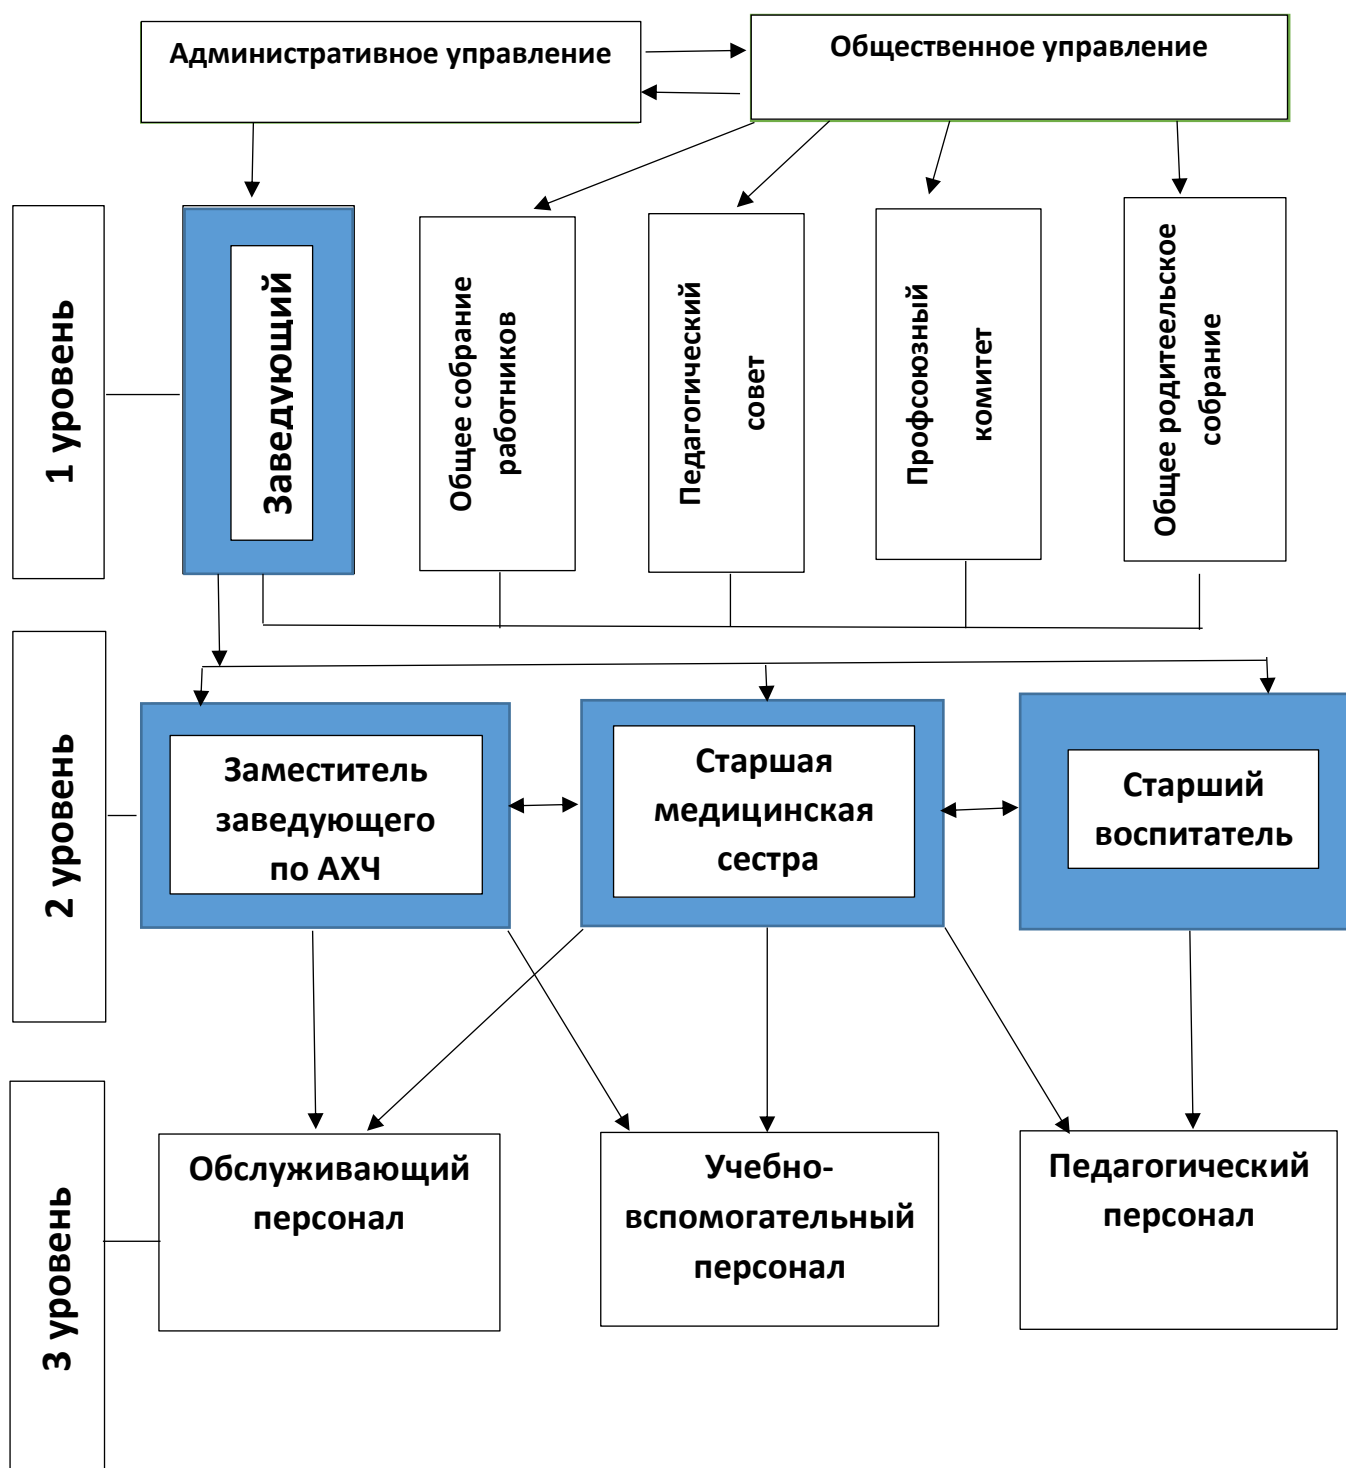 Административное управление
Общественное управление
1 уровень
Заведующий
Общее собрание
работников
Педагогический
совет
Профсоюзный
комитет
Общее родитеельское
собрание
2 уровень
Заместитель
заведующего
по АХЧ
Старшая
медицинская
сестра
Старший
воспитатель
3 уровень
Обслуживающий
персонал
Учебно-
вспомогательный
персонал
Педагогический
персонал